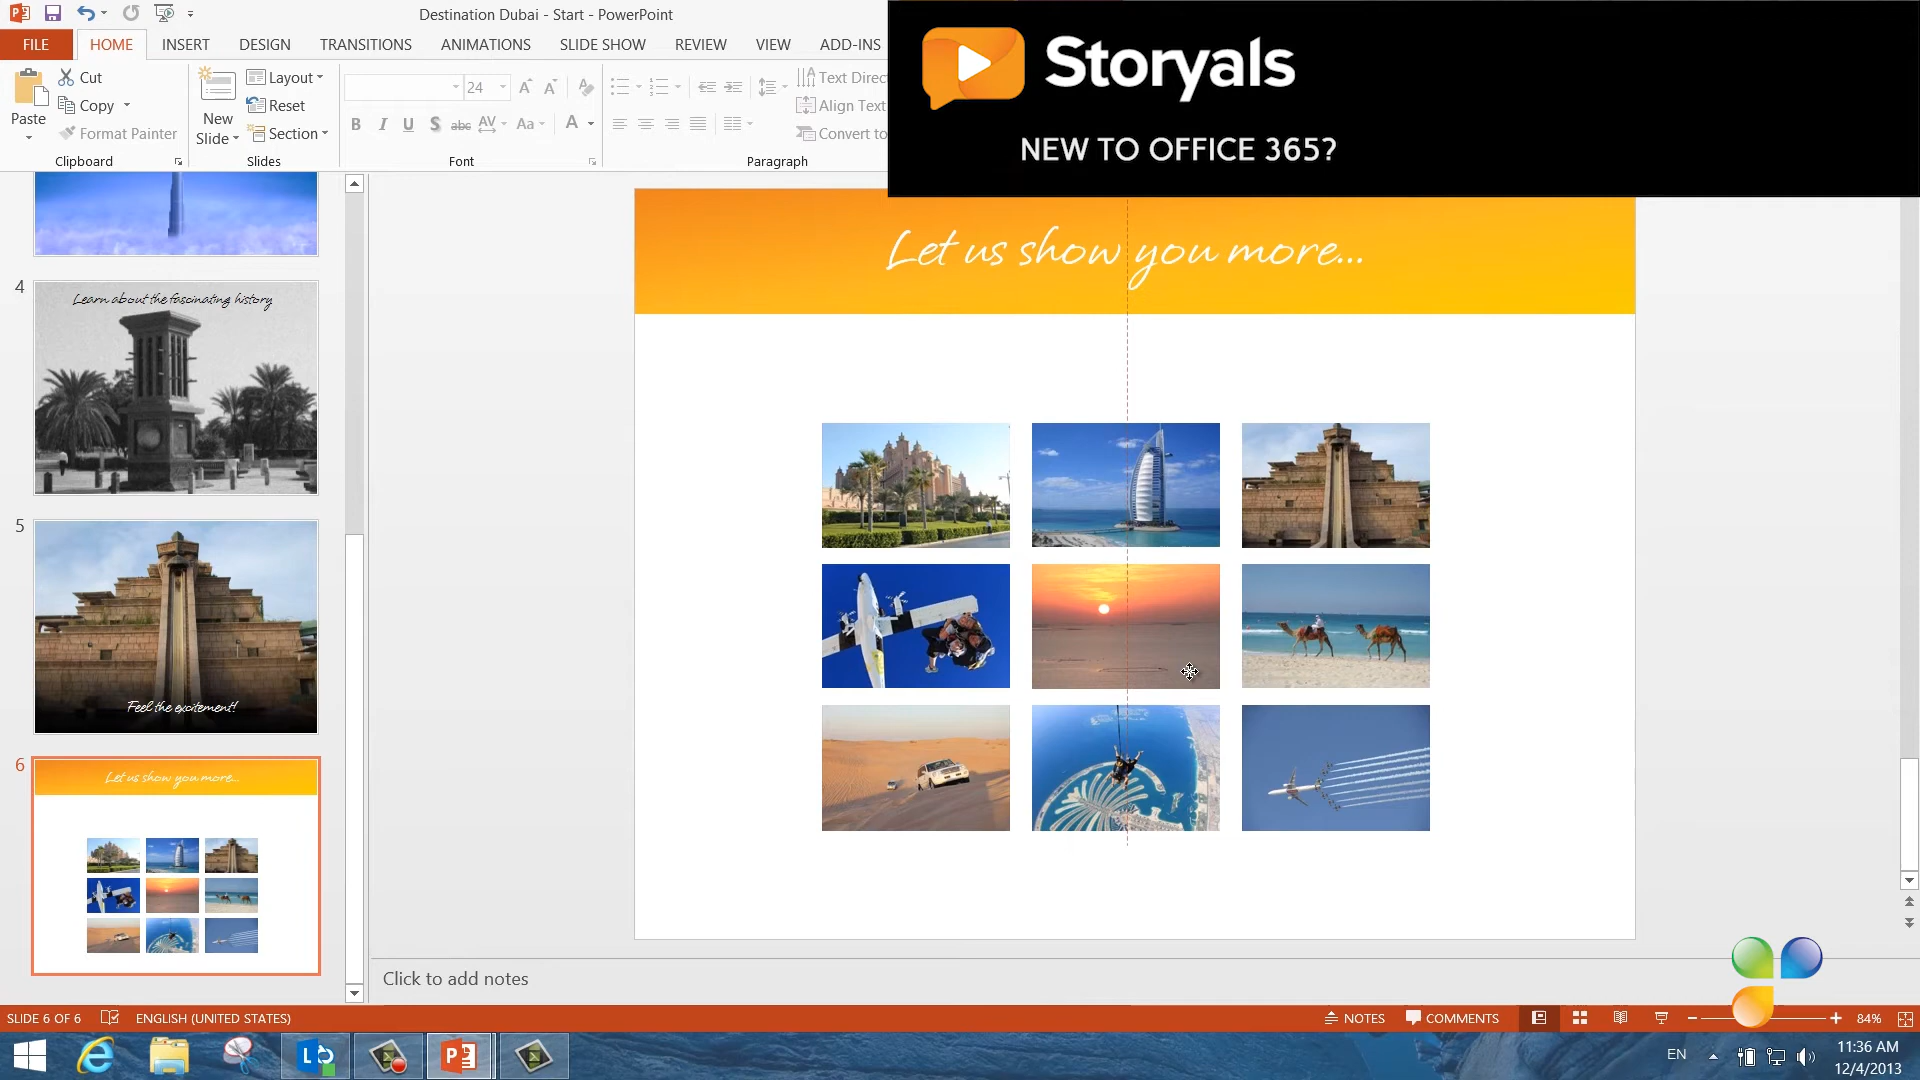 Destination Dubai - Start - PowerPoint
FILE HOME INSERT DESIGN TRANSITIONS ANIMATIONS SLIDE SHOW REVIEW VIEW ADD-INS
Storyals
NEW TO OFFICE 365?
Paste
Cut
Copy
Format Painter
Clipboard
New
Slide
Layout
Reset
Section
Slides
24
B I U S abc AV Aa A
Font
Text Direc
Align Text
Convert to
Paragraph
4
Learn about the fascinating history
5
Feel the excitement!
6
Let us show you more...
Let us show you more...
Click to add notes
SLIDE 6 OF 6
ENGLISH (UNITED STATES)
NOTES
COMMENTS
84%
EN
11:36 AM
12/4/2013